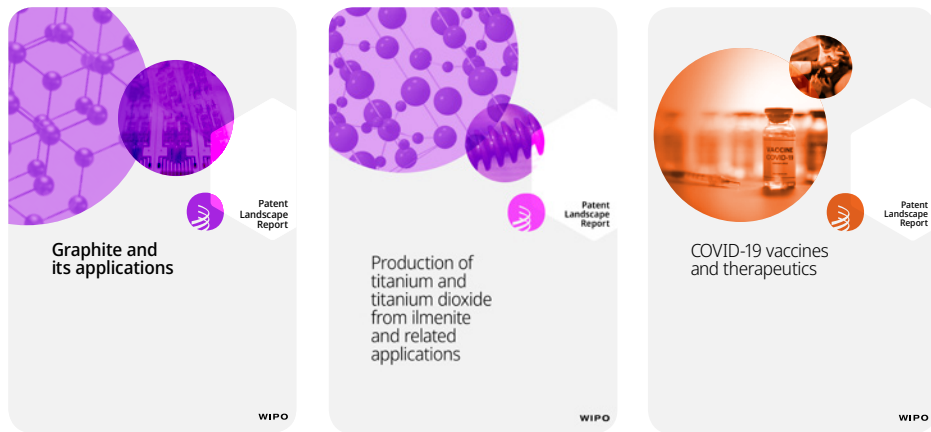 Patent
Landscape
Report
Graphite and
its applications
WIPO
Patent
Landscape
Report
Production of
titanium and
titanium dioxide
from ilmenite
and related
applications
WIPO
VACCINE
COVID-19
Patent
Landscape
Report
COVID-19 vaccines
and therapeutics
WIPO